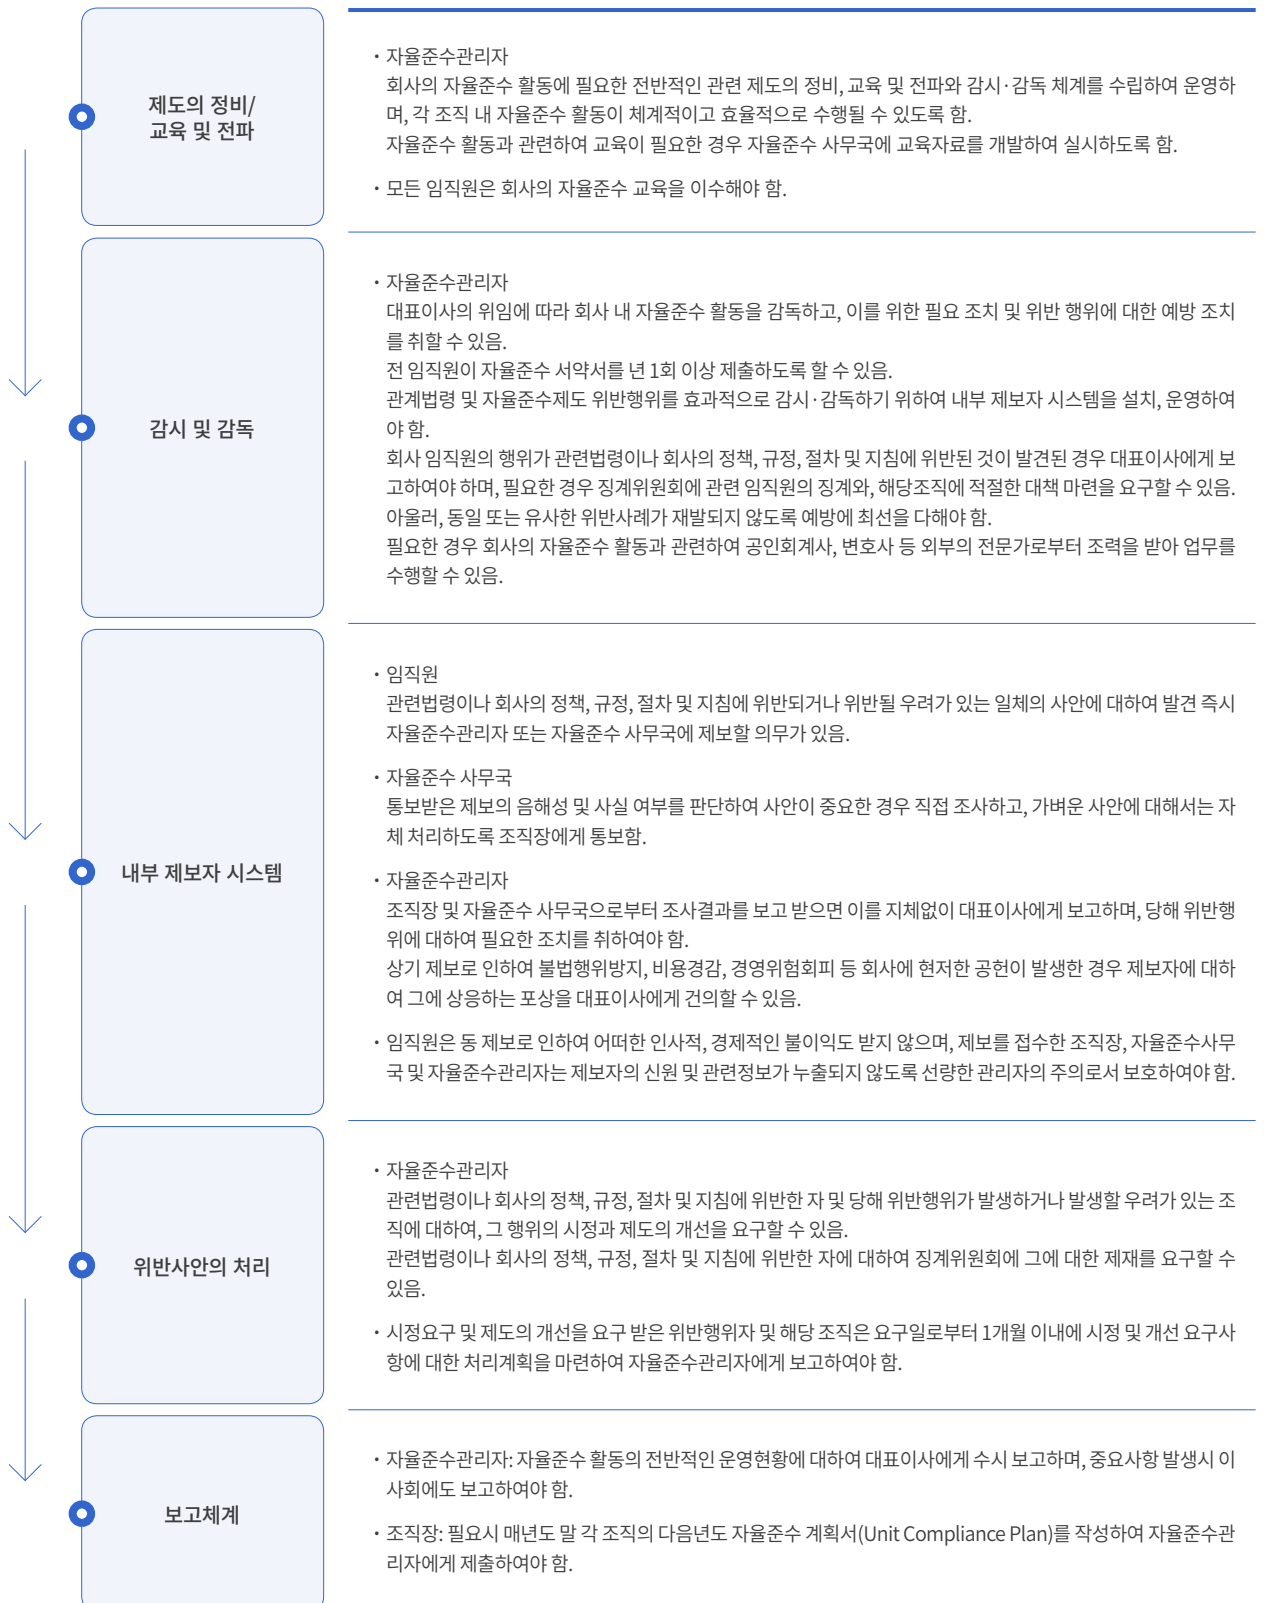 제도의 정비/
교육 및 전파
· 자율준수관리자
회사의 자율준수 활동에 필요한 전반적인 관련 제도의 정비, 교육 및 전파와 감시·감독 체계를 수립하여 운영하
며, 각 조직 내 자율준수 활동이 체계적이고 효율적으로 수행될 수 있도록 함.
자율준수 활동과 관련하여 교육이 필요한 경우 자율준수 사무국에 교육자료를 개발하여 실시하도록 함.
· 모든 임직원은 회사의 자율준수 교육을 이수해야 함.
감시 및 감독
· 자율준수관리자
대표이사의 위임에 따라 회사 내 자율준수 활동을 감독하고, 이를 위한 필요 조치 및 위반 행위에 대한 예방 조치
를 취할 수 있음.
전 임직원이 자율준수 서약서를 년 1회 이상 제출하도록 할 수 있음.
관계법령 및 자율준수제도 위반행위를 효과적으로 감시·감독하기 위하여 내부 제보자 시스템을 설치, 운영하여
야 함.
회사 임직원의 행위가 관련법령이나 회사의 정책, 규정, 절차 및 지침에 위반된 것이 발견된 경우 대표이사에게 보
고하여야 하며, 필요한 경우 징계위원회에 관련 임직원의 징계와, 해당조직에 적절한 대책 마련을 요구할 수 있음.
아울러, 동일 또는 유사한 위반사례가 재발되지 않도록 예방에 최선을 다해야 함.
필요한 경우 회사의 자율준수 활동과 관련하여 공인회계사, 변호사 등 외부의 전문가로부터 조력을 받아 업무를
수행할 수 있음.
내부 제보자 시스템
· 임직원
관련법령이나 회사의 정책, 규정, 절차 및 지침에 위반되거나 위반될 우려가 있는 일체의 사안에 대하여 발견 즉시
자율준수관리자 또는 자율준수 사무국에 제보할 의무가 있음.
· 자율준수 사무국
통보받은 제보의 음해성 및 사실 여부를 판단하여 사안이 중요한 경우 직접 조사하고, 가벼운 사안에 대해서는 자
체 처리하도록 조직장에게 통보함.
· 자율준수관리자
조직장 및 자율준수 사무국으로부터 조사결과를 보고 받으면 이를 지체없이 대표이사에게 보고하며, 당해 위반행
위에 대하여 필요한 조치를 취하여야 함.
상기 제보로 인하여 불법행위방지, 비용경감, 경영위험회피 등 회사에 현저한 공헌이 발생한 경우 제보자에 대하
여 그에 상응하는 포상을 대표이사에게 건의할 수 있음.
· 임직원은 동 제보로 인하여 어떠한 인사적, 경제적인 불이익도 받지 않으며, 제보를 접수한 조직장, 자율준수사무
국 및 자율준수관리자는 제보자의 신원 및 관련정보가 누출되지 않도록 선량한 관리자의 주의로서 보호하여야 함.
위반사안의 처리
· 자율준수관리자
관련법령이나 회사의 정책, 규정, 절차 및 지침에 위반한 자 및 당해 위반행위가 발생하거나 발생할 우려가 있는 조
직에 대하여, 그 행위의 시정과 제도의 개선을 요구할 수 있음.
관련법령이나 회사의 정책, 규정, 절차 및 지침에 위반한 자에 대하여 징계위원회에 그에 대한 제재를 요구할 수
있음.
· 시정요구 및 제도의 개선을 요구 받은 위반행위자 및 해당 조직은 요구일로부터 1개월 이내에 시정 및 개선 요구사
항에 대한 처리계획을 마련하여 자율준수관리자에게 보고하여야 함.
보고체계
· 자율준수관리자: 자율준수 활동의 전반적인 운영현황에 대하여 대표이사에게 수시 보고하며, 중요사항 발생시 이
사회에도 보고하여야 함.
· 조직장: 필요시 매년도 말 각 조직의 다음년도 자율준수 계획서(Unit Compliance Plan)를 작성하여 자율준수관
리자에게 제출하여야 함.